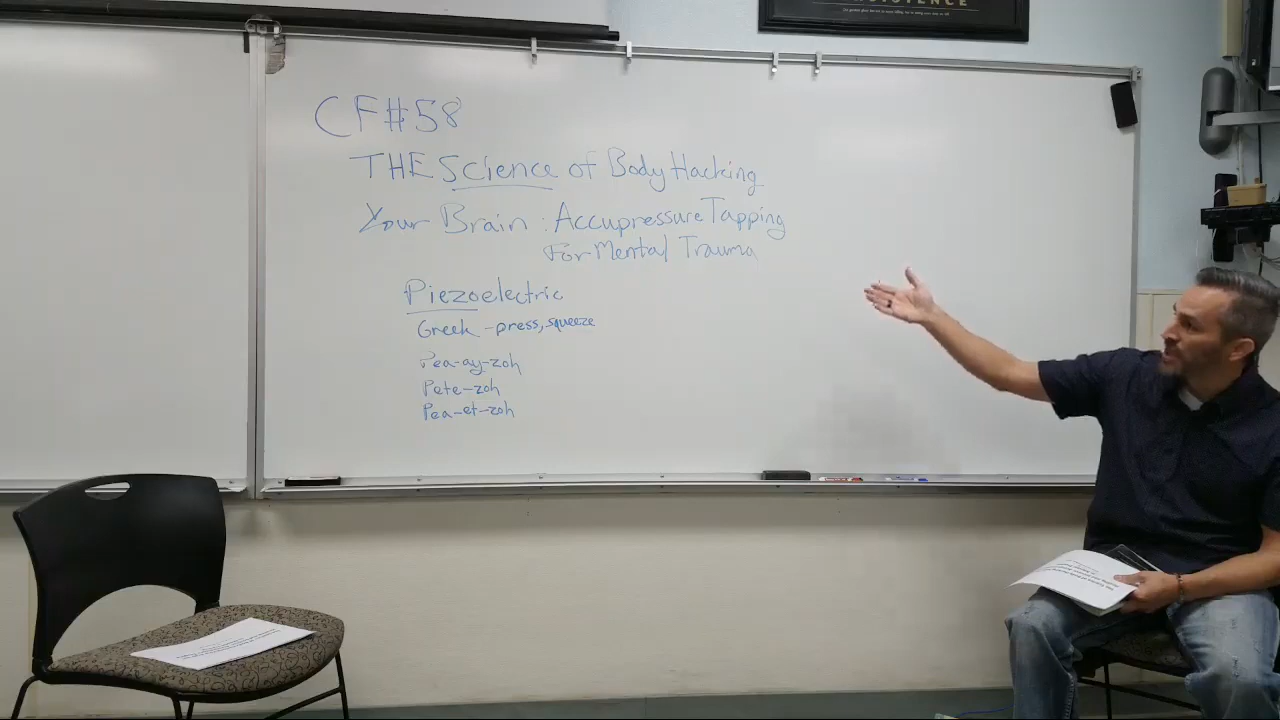 CF#58
THE Science of Body Hacking
Your Brain: Accupressure Tapping
For Mental Trauma
Piezoelectric
Greek - press, squeeze
Pea-ay-zoh
Pete-zoh
Pea-et-zoh